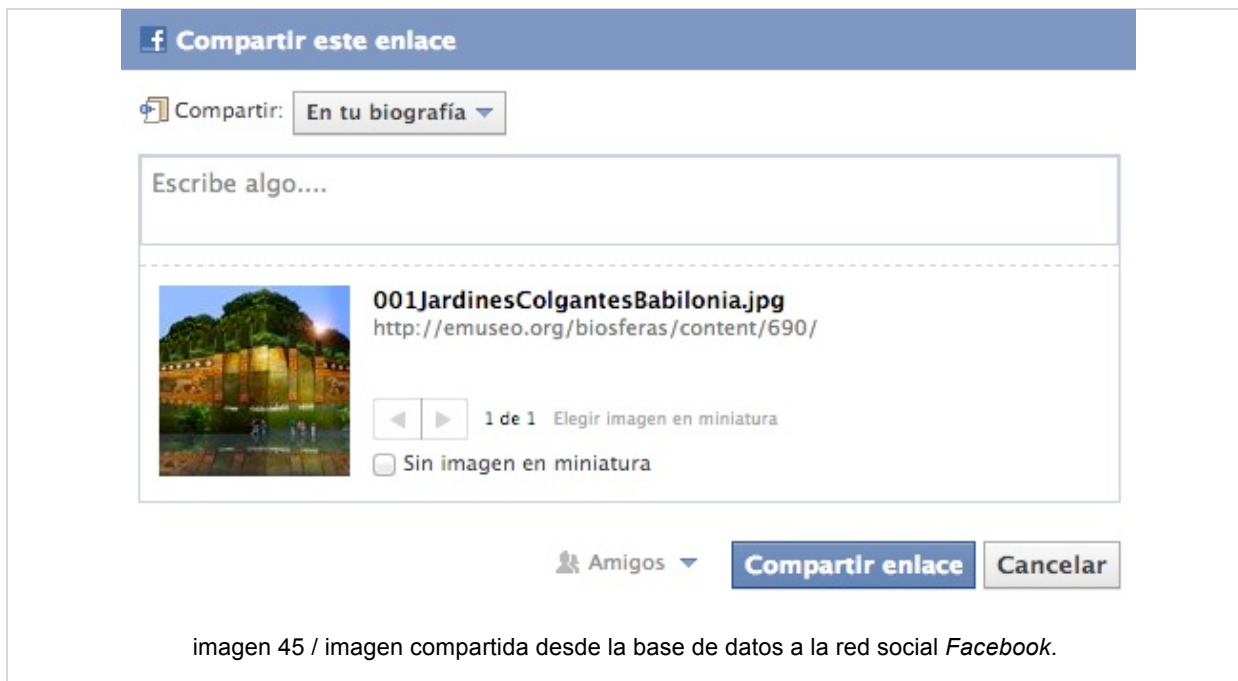 f Compartir este enlace
Compartir: En tu biografía
Escribe algo....
001JardinesColgantesBabilonia.jpg
http://emuseo.org/biosferas/content/690/
1 de 1 Elegir imagen en miniatura
Sin imagen en miniatura
Amigos Compartir enlace Cancelar
imagen 45 / imagen compartida desde la base de datos a la red social Facebook.